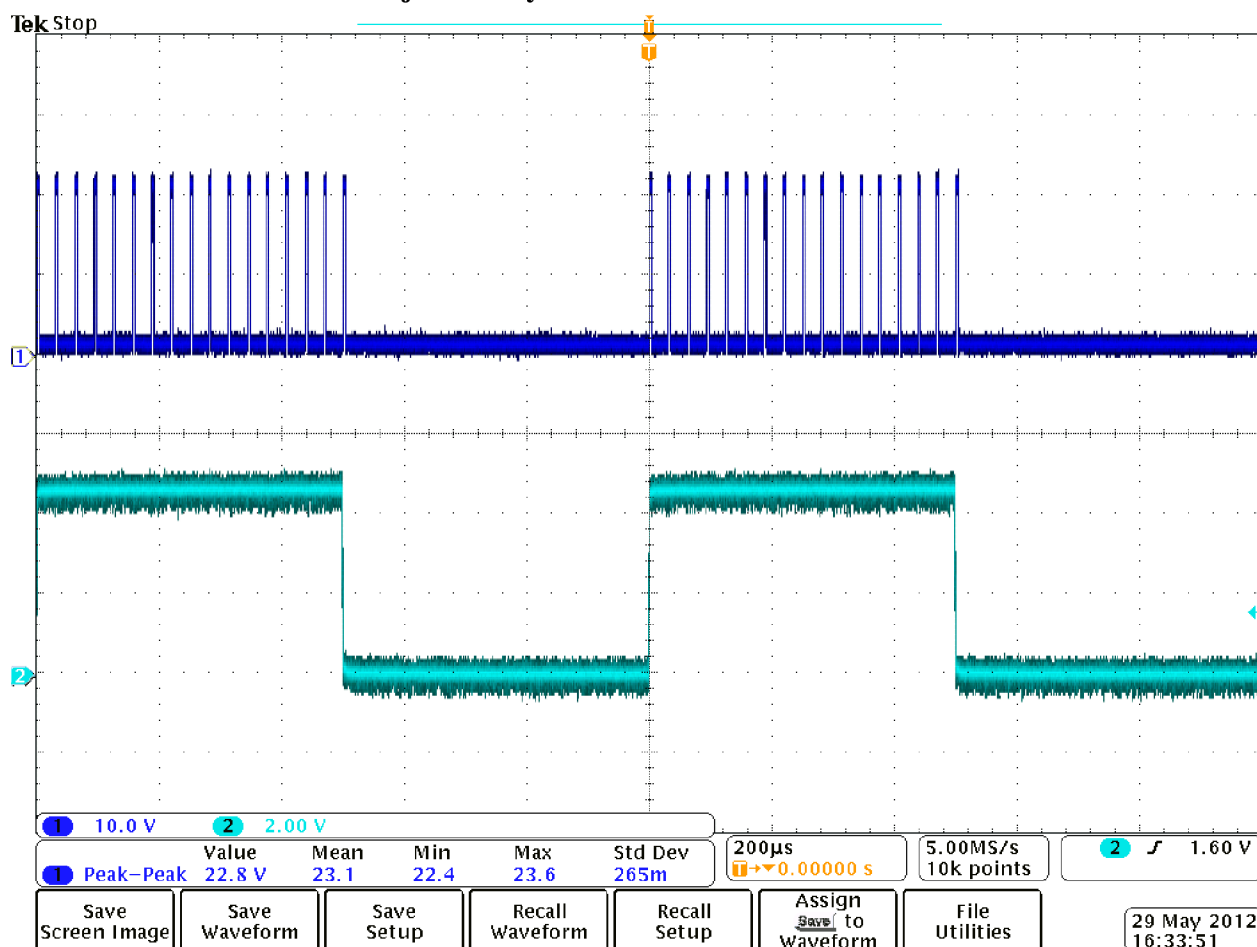 Tek Stop
T
T
1
2
1 10.0 V 2 2.00 V
Value Mean Min Max Std Dev
1 Peak−Peak 22.8 V 23.1 22.4 23.6 265m
200µs
T→▼0.00000 s
5.00MS/s
10k points
2 1.60 V
Save
Screen Image
Save
Waveform
Save
Setup
Recall
Waveform
Recall
Setup
Assign
Save to
Waveform
File
Utilities
29 May 2012
16:33:51